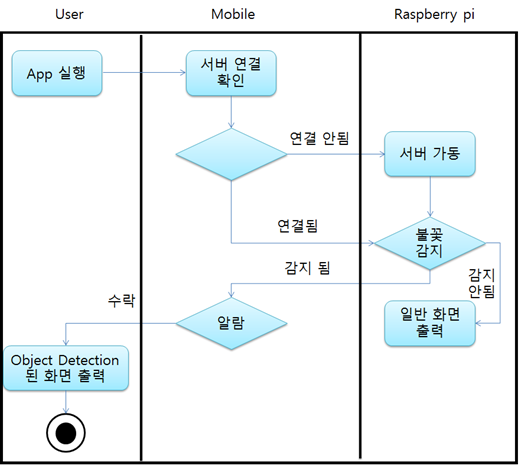 User
Mobile
Raspberry pi
App 실행
서버 연결
확인
연결 안됨
서버 가동
연결됨
불꽃
감지
감지 됨
감지
안됨
수락
알람
일반 화면
출력
Object Detection
된 화면 출력